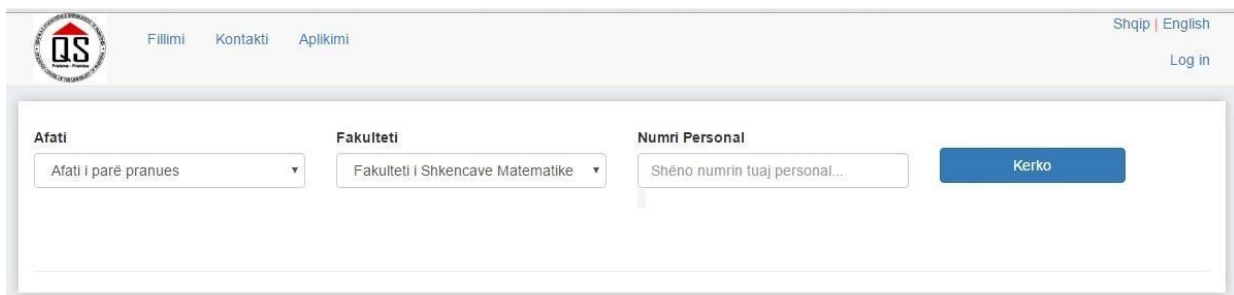 QS
Fillimi Kontakti Aplikimi
Shqip | English
Log in
Afati
Afati i parë pranues
Fakulteti
Fakulteti i Shkencave Matematike
Numri Personal
Shëno numrin tuaj personal...
Kerko